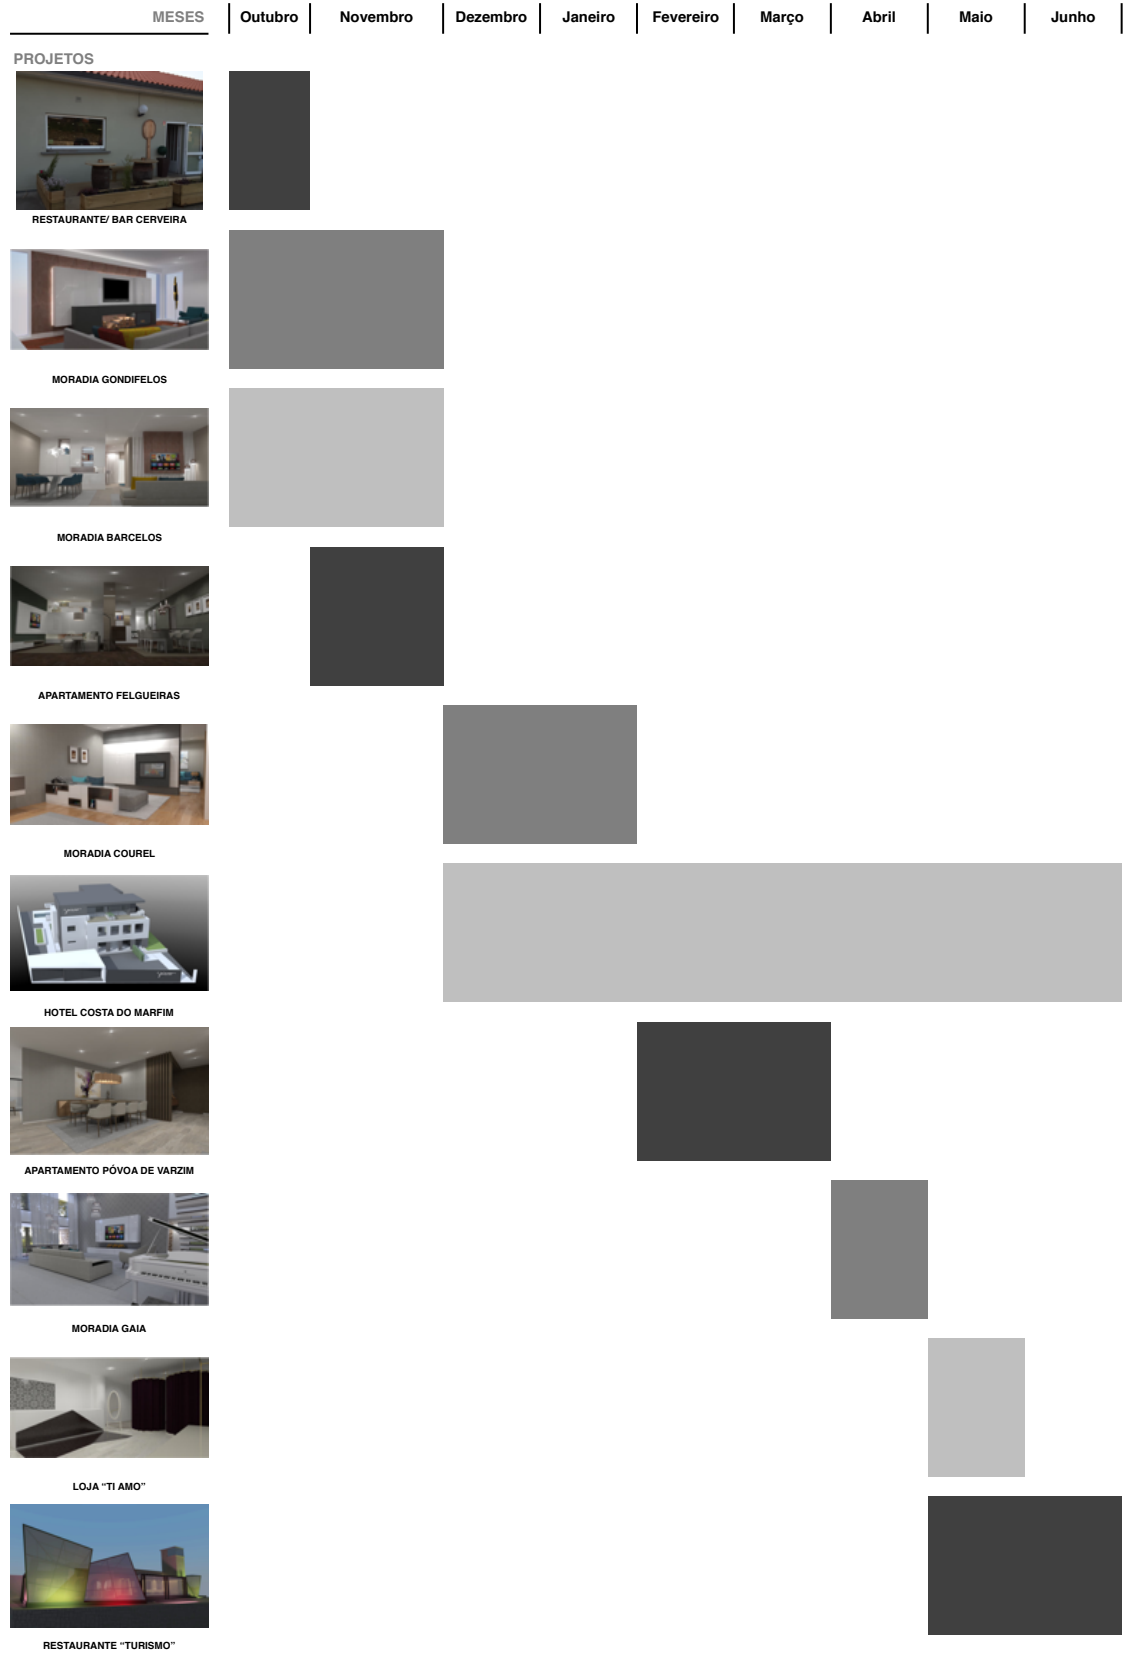 MESES Outubro Novembro Dezembro Janeiro Fevereiro Março Abril Maio Junho
PROJETOS
RESTAURANTE/ BAR CERVEIRA
MORADIA GONDIFELOS
MORADIA BARCELOS
APARTAMENTO FELGUEIRAS
MORADIA COUREL
HOTEL COSTA DO MARFIM
APARTAMENTO PÓVOA DE VARZIM
MORADIA GAIA
LOJA “TI AMO”
RESTAURANTE “TURISMO”